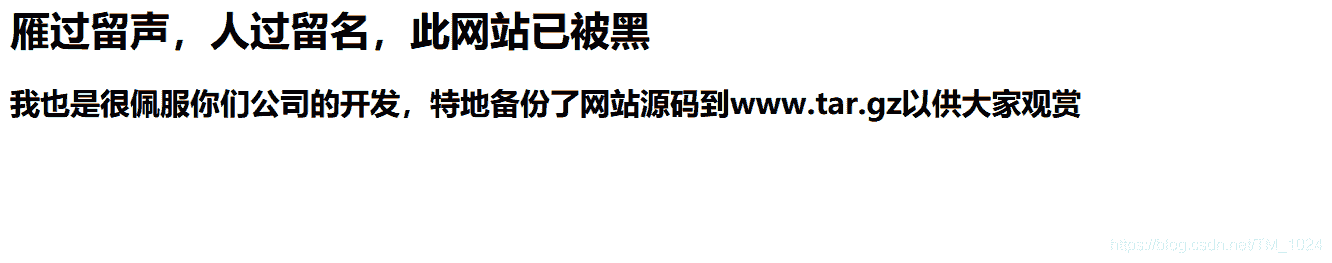 雁过留声，人过留名，此网站已被黑
我也是很佩服你们公司的开发，特地备份了网站源码到www.tar.gz以供大家观赏
https://blog.csdn.net/TM_1024